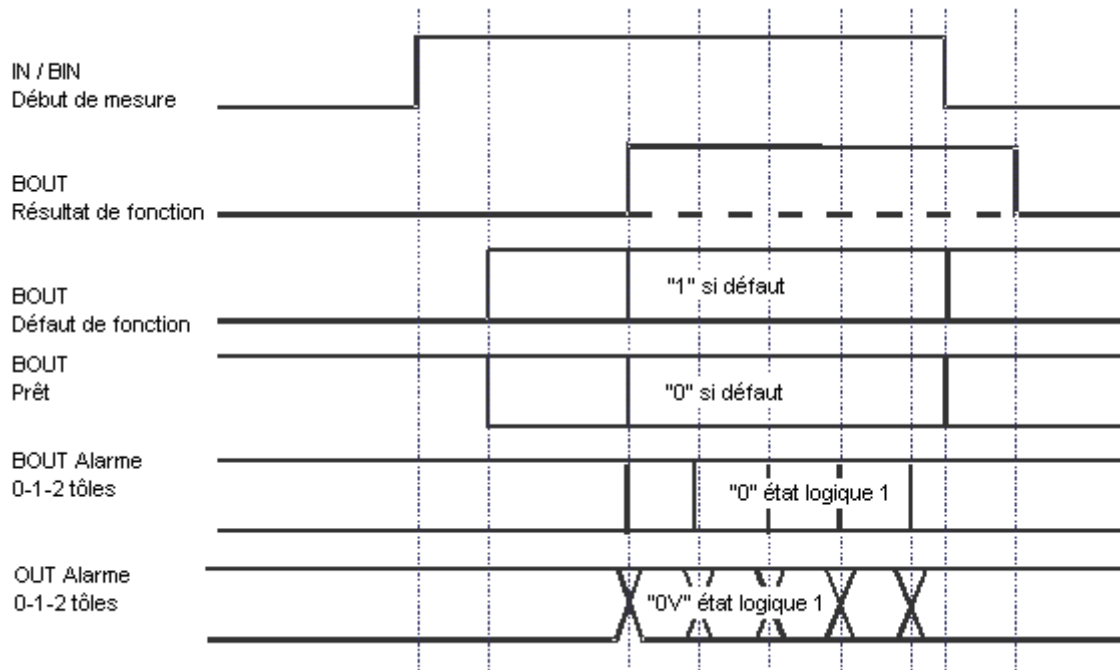 IN / BIN
Début de mesure
BOUT
Résultat de fonction
BOUT
Défaut de fonction
"1" si défaut
BOUT
Prêt
"0" si défaut
BOUT Alarme
0-1-2 tôles
"0" état logique 1
OUT Alarme
0-1-2 tôles
"0V" état logique 1